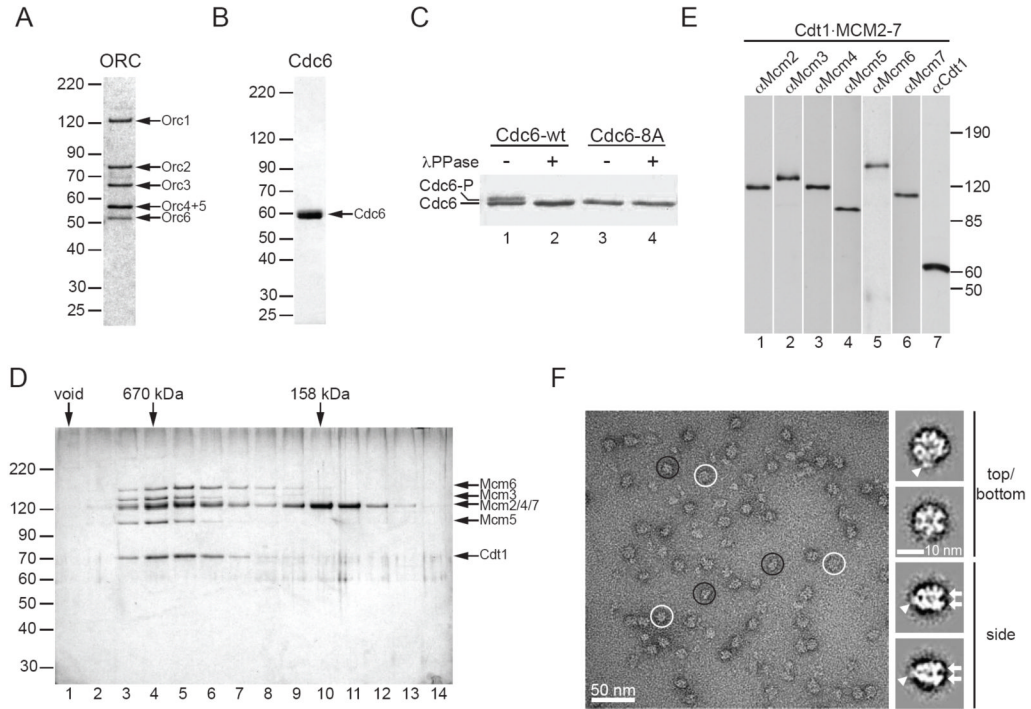 A
ORC
220
120
90
70
60
50
40
30
25
Orc1
Orc2
Orc3
Orc4+5
Orc6
B
Cdc6
220
120
90
70
60
50
40
30
25
Cdc6
C
Cdc6-wt Cdc6-8A
λPPase - + - +
Cdc6-P
Cdc6
1 2 3 4
E
Cdt1·MCM2-7
αMcm2 αMcm3 αMcm4 αMcm5 αMcm6 αMcm7 αCdt1
190
120
85
60
50
1 2 3 4 5 6 7
D
void 670 kDa 158 kDa
220
120
90
70
60
50
40
30
Mcm6
Mcm3
Mcm2/4/7
Mcm5
Cdt1
1 2 3 4 5 6 7 8 9 10 11 12 13 14
F
50 nm
10 nm
top/
bottom
side